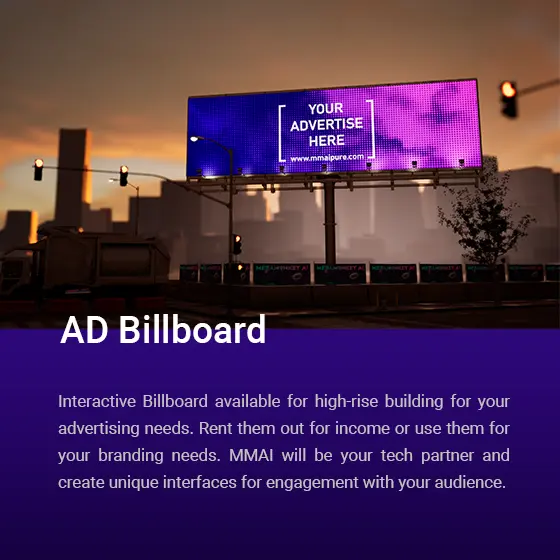 YOUR
ADVERTISE
HERE
www.mmaipure.com
AD Billboard
Interactive Billboard available for high-rise building for your
advertising needs. Rent them out for income or use them for
your branding needs. MMAI will be your tech partner and
create unique interfaces for engagement with your audience.